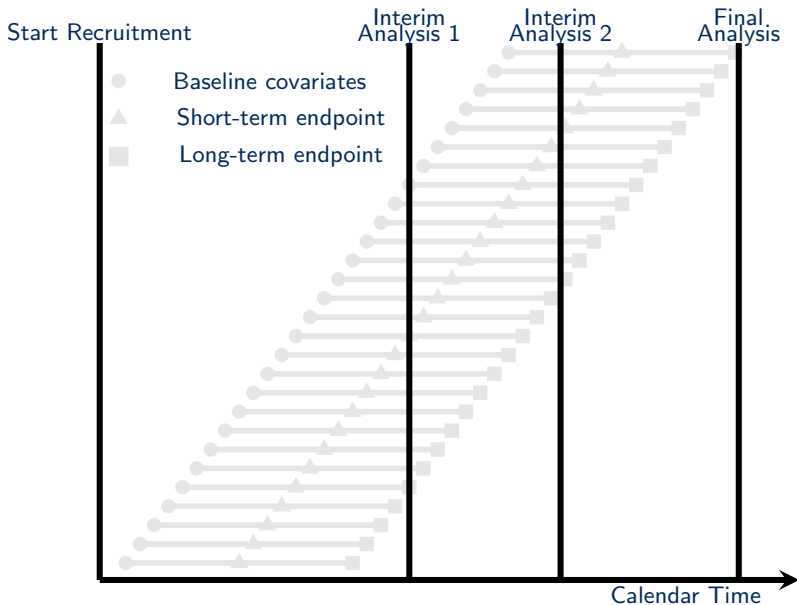 Start Recruitment
Interim
Analysis 1
Interim
Analysis 2
Final
Analysis
Baseline covariates
Short-term endpoint
Long-term endpoint
Calendar Time